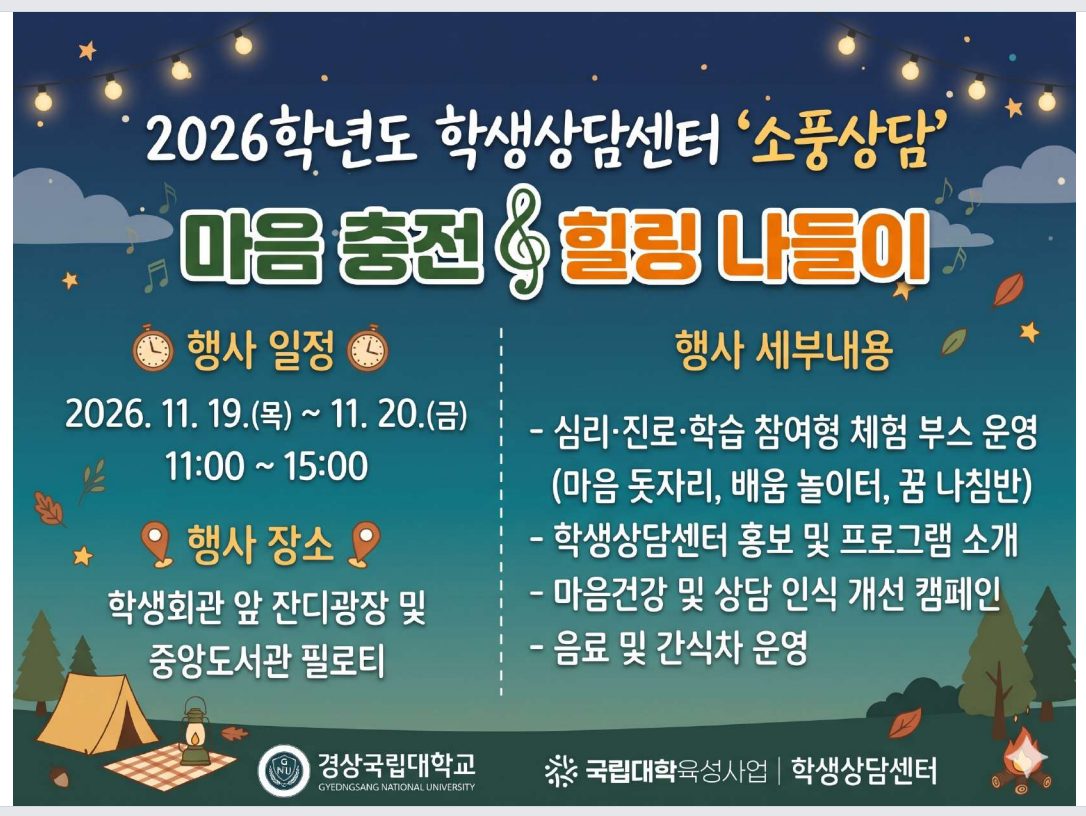 2026학년도 학생상담센터 ‘소풍상담’
마음 충전 힐링 나들이
행사 일정
2026. 11. 19.(목) ~ 11. 20.(금)
11:00 ~ 15:00
행사 장소
학생회관 앞 잔디광장 및
중앙도서관 필로티
행사 세부내용
- 심리·진로·학습 참여형 체험 부스 운영
(마음 돗자리, 배움 놀이터, 꿈 나침반)
- 학생상담센터 홍보 및 프로그램 소개
- 마음건강 및 상담 인식 개선 캠페인
- 음료 및 간식차 운영
GNU
경상국립대학교
GYEONGSANG NATIONAL UNIVERSITY
국립대학육성사업 | 학생상담센터